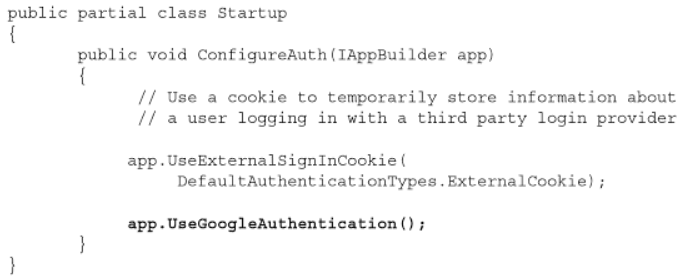 public partial class Startup
{
public void ConfigureAuth(IAppBuilder app)
{
// Use a cookie to temporarily store information about
// a user logging in with a third party login provider
app.UseExternalSignInCookie(
DefaultAuthenticationTypes.ExternalCookie);
app.UseGoogleAuthentication();
}
}